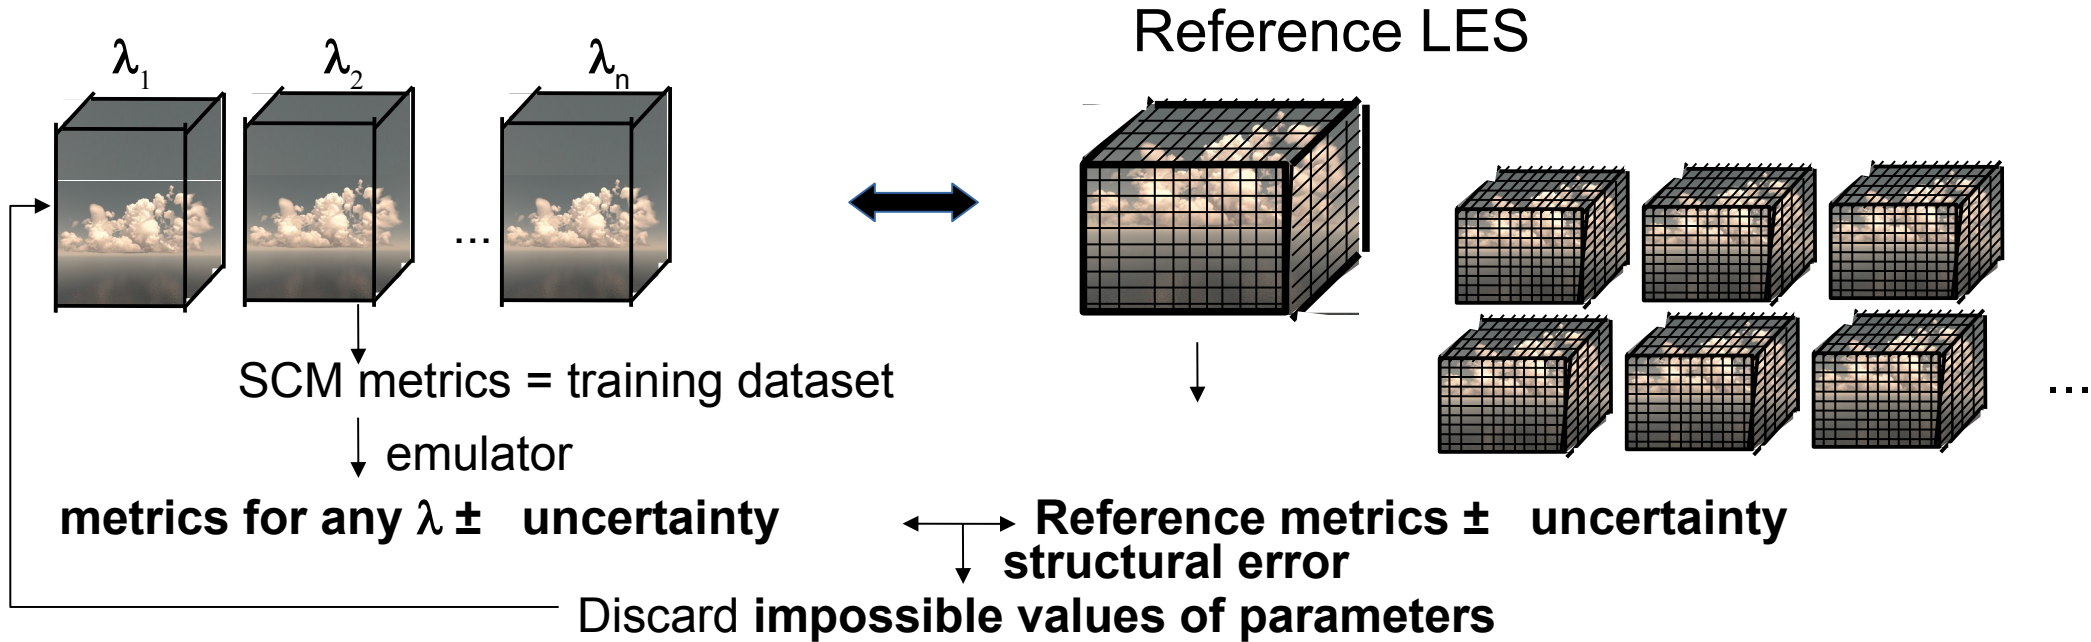 Reference LES
λ1 λ2 λn
...
...
SCM metrics = training dataset
emulator
metrics for any λ ± uncertainty
Reference metrics ± uncertainty
structural error
Discard impossible values of parameters